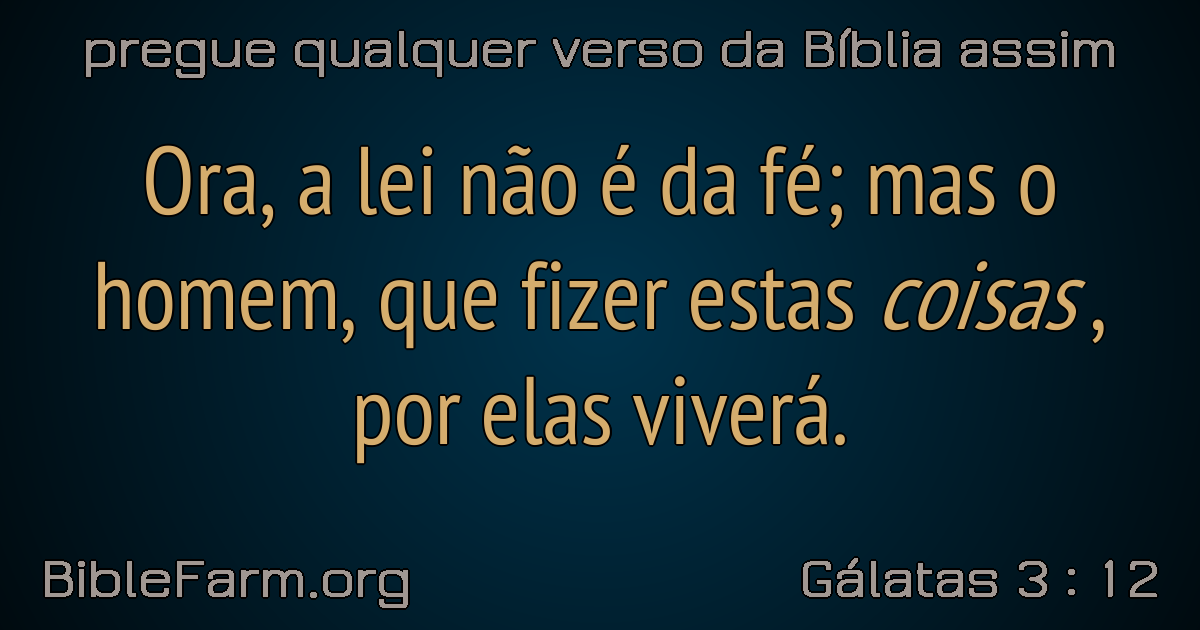 pregue qualquer verso da Bíblia assim
Ora, a lei não é da fé; mas o
homem, que fizer estas coisas,
por elas viverá.
BibleFarm.org
Gálatas 3 : 12